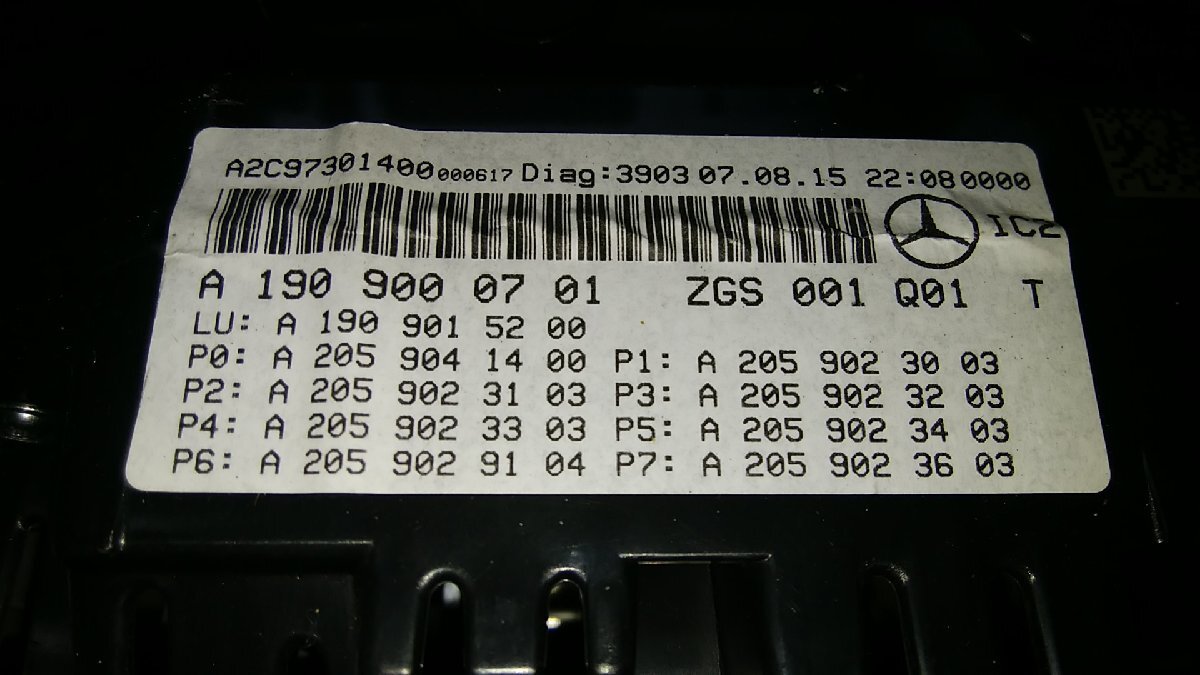 A2C97301400000617 Diag:3903 07.08.15 22:080000
ICZ
A 190 900 07 01 ZGS 001 Q01 T
LU: A 190 901 52 00
P0: A 205 904 14 00 P1: A 205 902 30 03
P2: A 205 902 31 03 P3: A 205 902 32 03
P4: A 205 902 33 03 P5: A 205 902 34 03
P6: A 205 902 91 04 P7: A 205 902 36 03